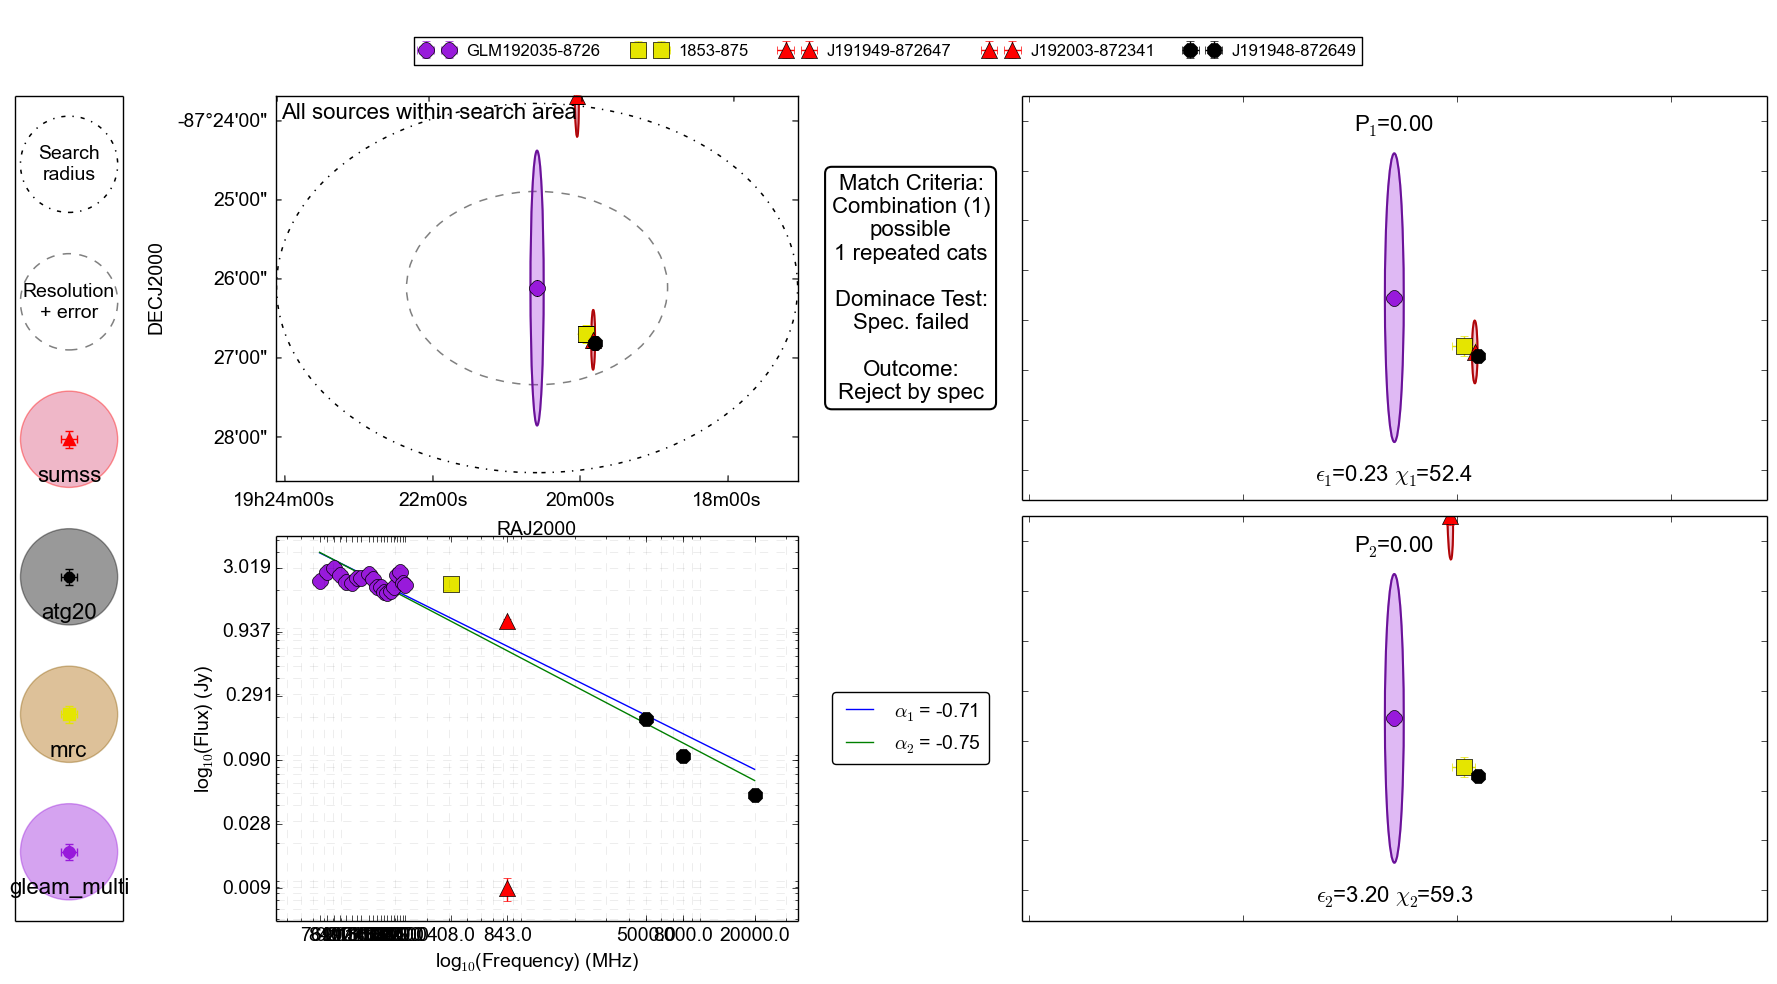 GLM192035-8726
1853-875
J191949-872647
J192003-872341
J191948-872649
Search
radius
Resolution
+ error
sumss
atg20
mrc
gleam_multi
All sources within search area
DECJ2000
-87°24'00"
25'00"
26'00"
27'00"
28'00"
19h24m00s
22m00s
20m00s
18m00s
RAJ2000
Match Criteria:
Combination (1)
possible
1 repeated cats
Dominace Test:
Spec. failed
Outcome:
Reject by spec
P1=0.00
ϵ1=0.23 χ1=52.4
log10(Flux) (Jy)
3.019
0.937
0.291
0.090
0.028
0.009
408.0
843.0
5000.0
8000.0
20000.0
log10(Frequency) (MHz)
α1 = -0.71
α2 = -0.75
P2=0.00
ϵ2=3.20 χ2=59.3